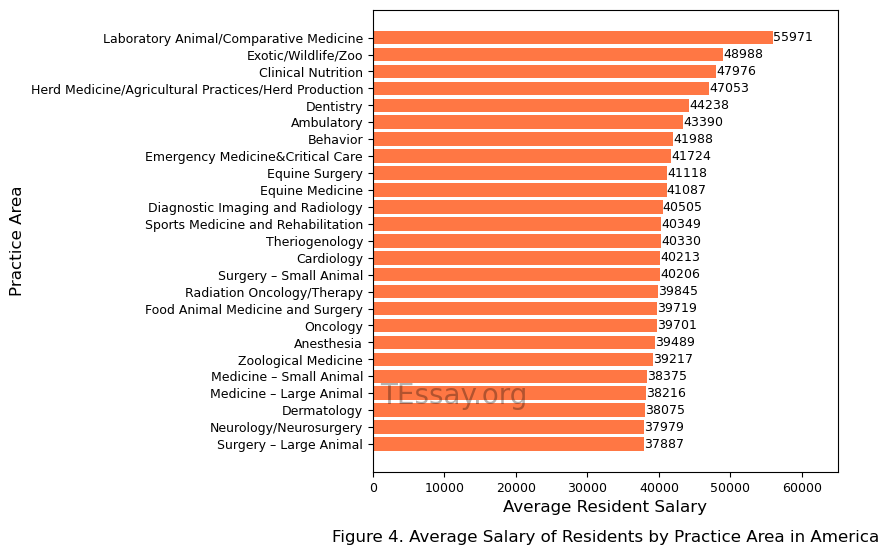 Laboratory Animal/Comparative Medicine 55971
Exotic/Wildlife/Zoo 48988
Clinical Nutrition 47976
Herd Medicine/Agricultural Practices/Herd Production 47053
Dentistry 44238
Ambulatory 43390
Behavior 41988
Emergency Medicine&Critical Care 41724
Equine Surgery 41118
Equine Medicine 41087
Diagnostic Imaging and Radiology 40505
Sports Medicine and Rehabilitation 40349
Theriogenology 40330
Cardiology 40213
Surgery – Small Animal 40206
Radiation Oncology/Therapy 39845
Food Animal Medicine and Surgery 39719
Oncology 39701
Anesthesia 39489
Zoological Medicine 39217
Medicine – Small Animal 38375
Medicine – Large Animal 38216
Dermatology 38075
Neurology/Neurosurgery 37979
Surgery – Large Animal 37887
Practice Area
TEssay.org
0 10000 20000 30000 40000 50000 60000
Average Resident Salary
Figure 4. Average Salary of Residents by Practice Area in America